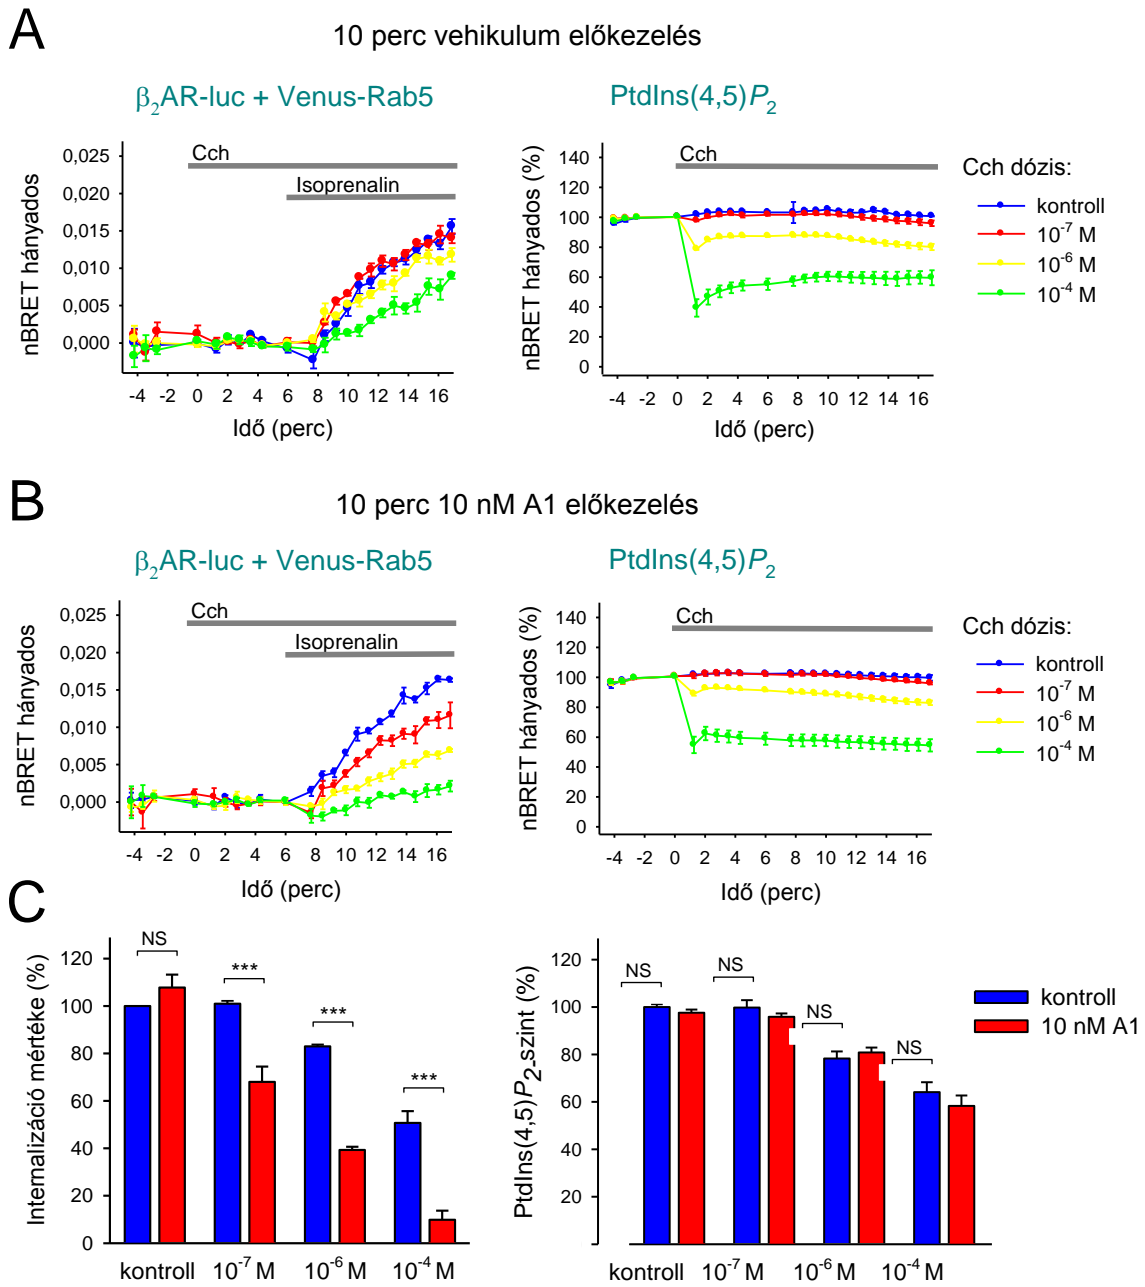 A
10 perc vehikulum előkezelés
β2AR-luc + Venus-Rab5
nBRET hányados
0,025
0,020
0,015
0,010
0,005
0,000
Cch
Isoprenalin
-4 -2 0 2 4 6 8 10 12 14 16
Idő (perc)
PtdIns(4,5)P2
nBRET hányados (%)
140
120
100
80
60
40
20
0
Cch
-4 -2 0 2 4 6 8 10 12 14 16
Idő (perc)
Cch dózis:
kontroll
10-7 M
10-6 M
10-4 M
B
10 perc 10 nM A1 előkezelés
β2AR-luc + Venus-Rab5
nBRET hányados
0,025
0,020
0,015
0,010
0,005
0,000
Cch
Isoprenalin
-4 -2 0 2 4 6 8 10 12 14 16
Idő (perc)
PtdIns(4,5)P2
nBRET hányados (%)
140
120
100
80
60
40
20
0
Cch
-4 -2 0 2 4 6 8 10 12 14 16
Idő (perc)
Cch dózis:
kontroll
10-7 M
10-6 M
10-4 M
C
Internalizáció mértéke (%)
120
100
80
60
40
20
0
NS
***
***
***
kontroll 10-7 M 10-6 M 10-4 M
PtdIns(4,5)P2-szint (%)
120
100
80
60
40
20
NS
NS
NS
NS
kontroll 10-7 M 10-6 M 10-4 M
kontroll
10 nM A1